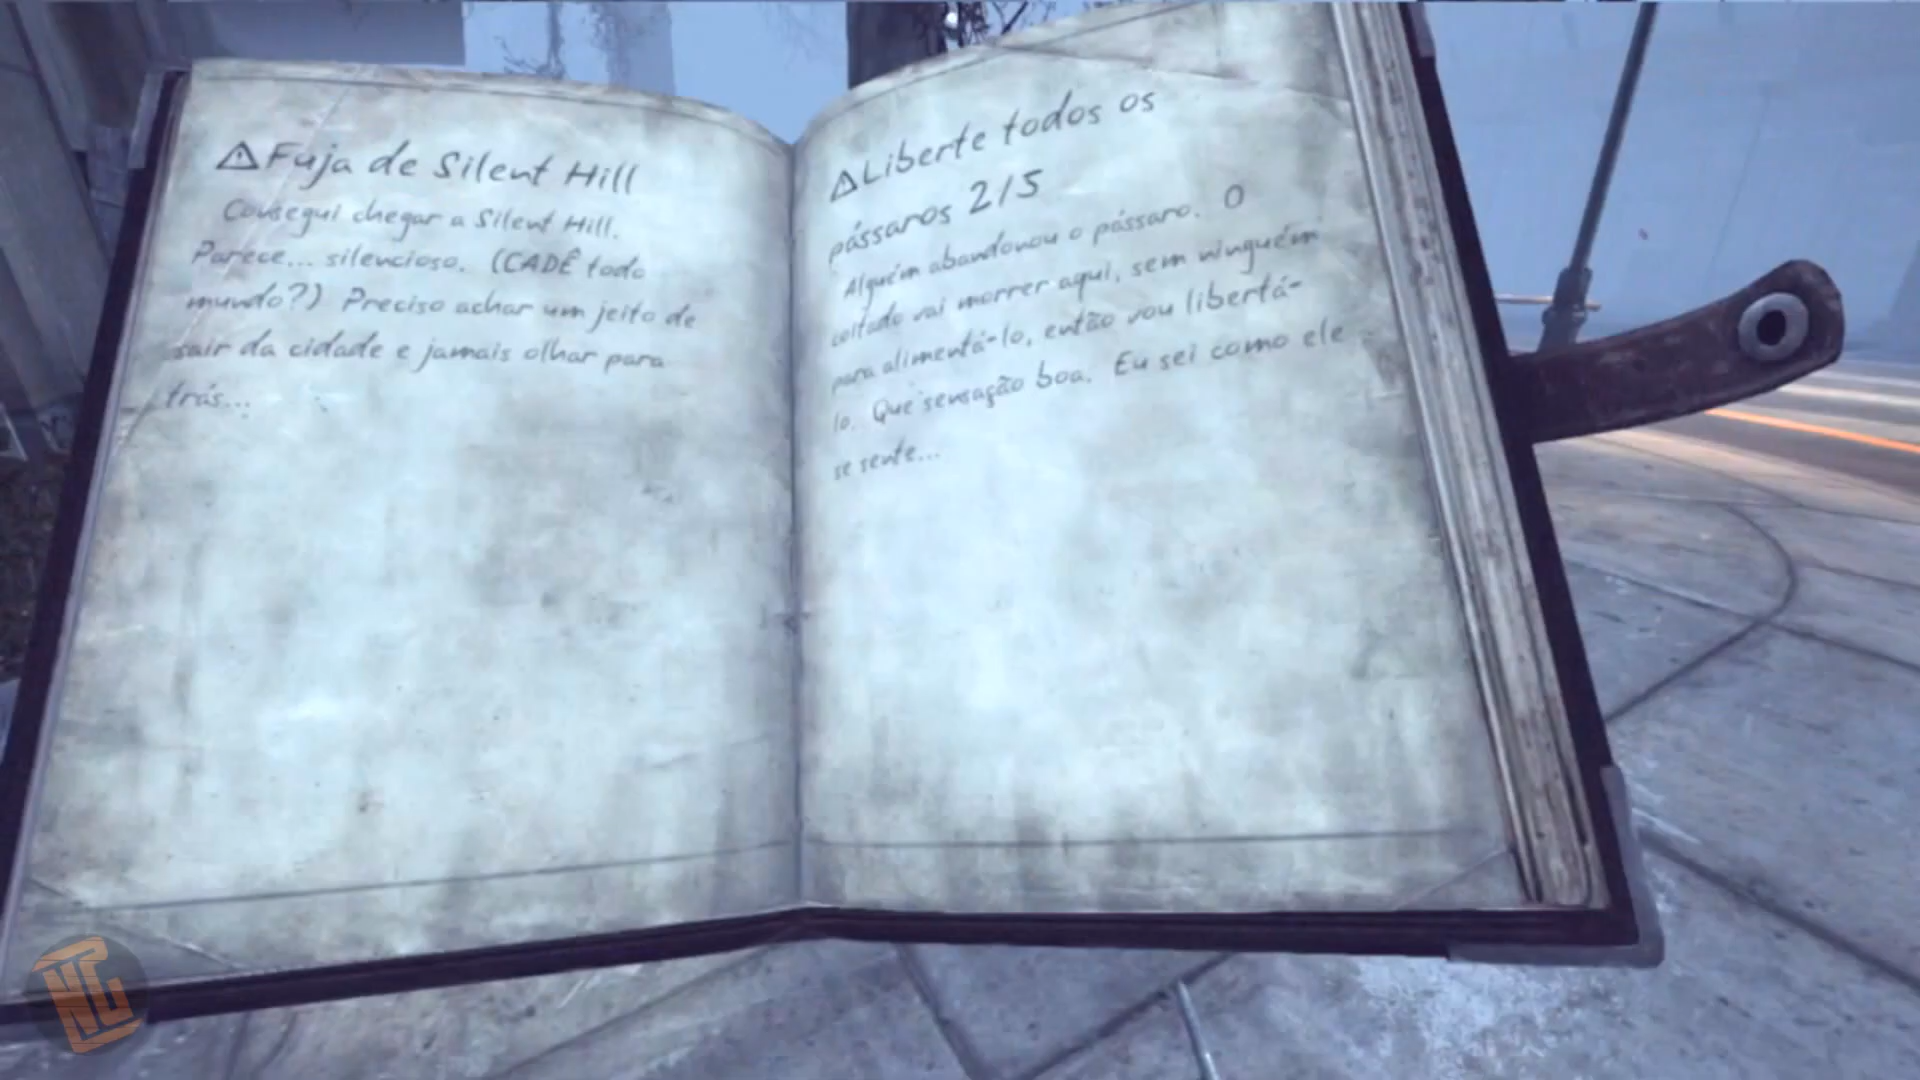 ⚠Fuja de Silent Hill
Consegui chegar a Silent Hill.
Parece... silencioso. (CADÊ todo
mundo?) Preciso achar um jeito de
sair da cidade e jamais olhar para
trás...
⚠Liberte todos os
pássaros 2/5
Alguém abandonou o pássaro. O
coitado vai morrer aqui, sem ninguém
para alimentá-lo, então vou libertá-
lo. Que sensação boa. Eu sei como ele
se sente...
NG